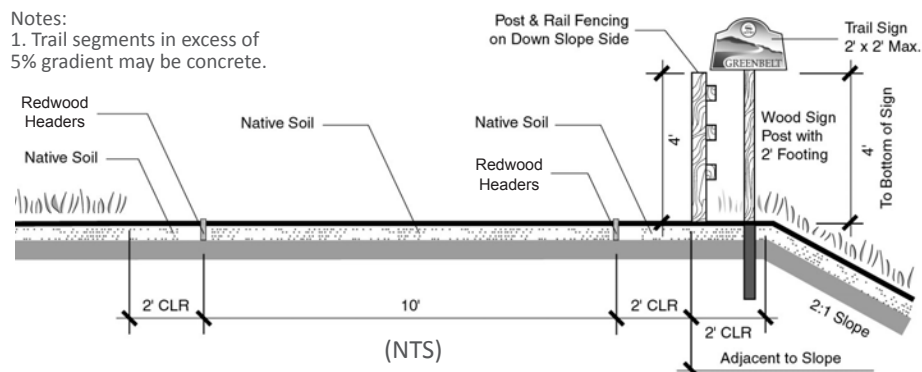 Notes:
1. Trail segments in excess of
5% gradient may be concrete.
Post & Rail Fencing
on Down Slope Side
Trail Sign
2' x 2' Max.
GREENBELT
Redwood
Headers
Native Soil
Native Soil
Native Soil
Redwood
Headers
4'
Wood Sign
Post with
2' Footing
4'
To Bottom of Sign
2' CLR
10'
2' CLR
2' CLR
2:1 Slope
(NTS)
Adjacent to Slope